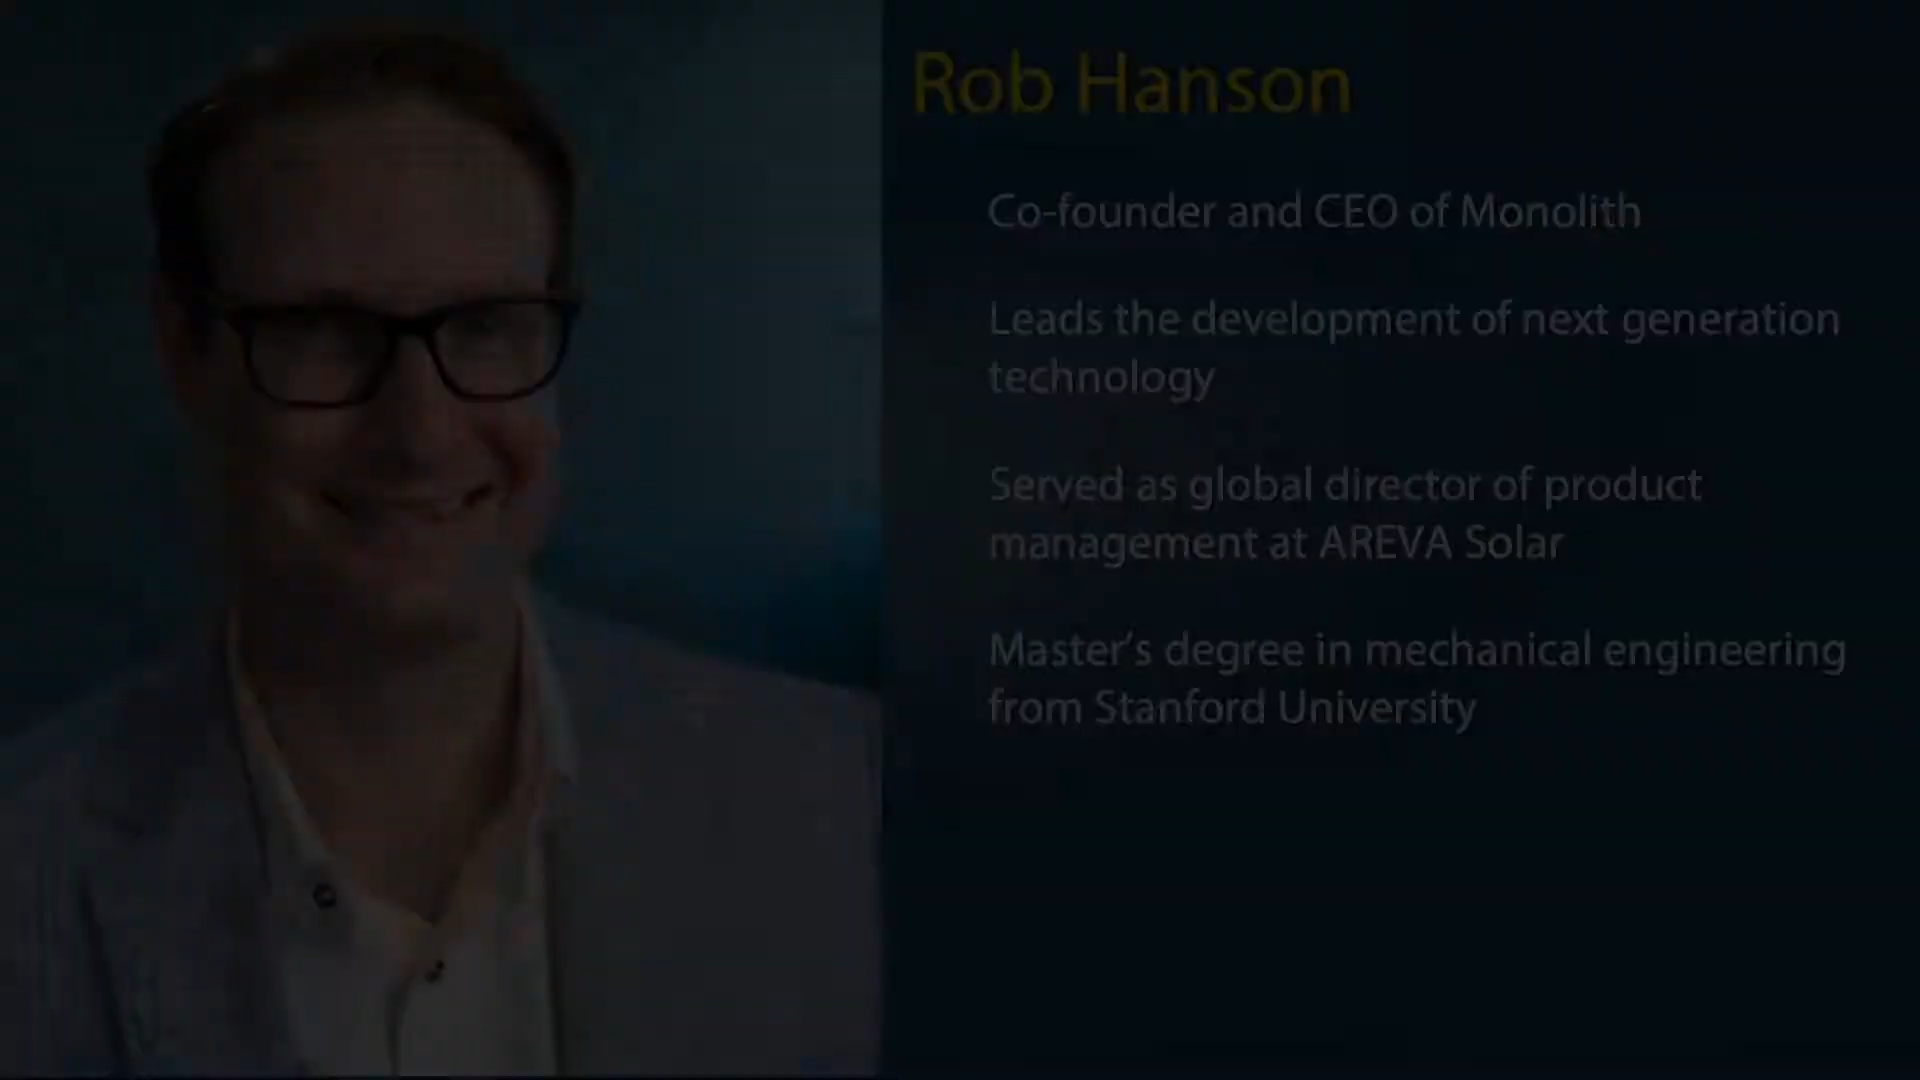 Rob Hanson
Co-founder and CEO of Monolith
Leads the development of next generation
technology
Served as global director of product
management at AREVA Solar
Master's degree in mechanical engineering
from Stanford University